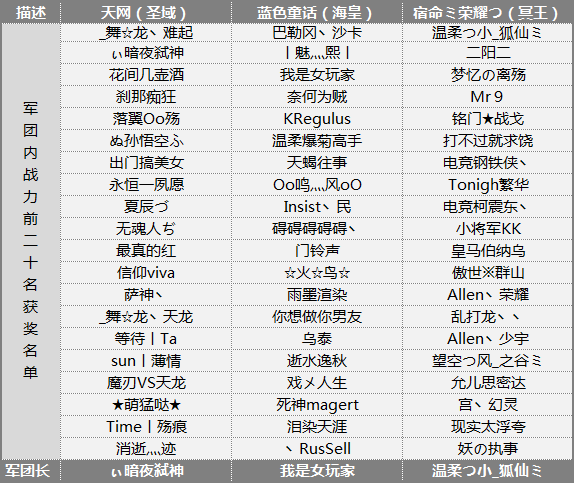 描述 天网（圣域） 蓝色童话（海皇） 宿命ミ荣耀つ（冥王）
军团内战力前二十名获奖名单
_舞☆龙丶难起 巴勒冈丶沙卡 温柔つ小_狐仙ミ
ぃ暗夜弑神 丨魅灬熙丨 二阳二
花间几壶酒 我是女玩家 梦忆の离殇
刹那痴狂 奈何为贼 Mr９
落翼Oo殇 KRegulus 铭门★战戈
ぬ孙悟空ふ 温柔爆菊高手 打不过就求饶
出门搞美女 天蝎往事 电竞钢铁侠丶
永恒一夙愿 Oo鸣灬风oO Tonigh繁华
夏辰づ Insist丶民 电竞柯震东丶
无魂人ぢ 碍碍碍碍碍丶 小将军KK
最真的红 门铃声 皇马伯纳乌
信仰viva ☆火☆鸟☆ 傲世※群山
萨神丶 雨墨渲染 Allen丶荣耀
_舞☆龙丶天龙 你想做你男友 乱打龙丶丶
等待丨Ta 乌泰 Allen丶少宇
sun丨薄情 逝水逸秋 望空つ风_之谷ミ
魔刃VS天龙 戏メ人生 允儿思密达
★萌猛哒★ 死神magert 宫丶幻灵
Time丨殇痕 泪染天涯 现实太浮夸
消逝灬迹 丶RusSell 妖の执事
军团长 ぃ暗夜弑神 我是女玩家 温柔つ小_狐仙ミ